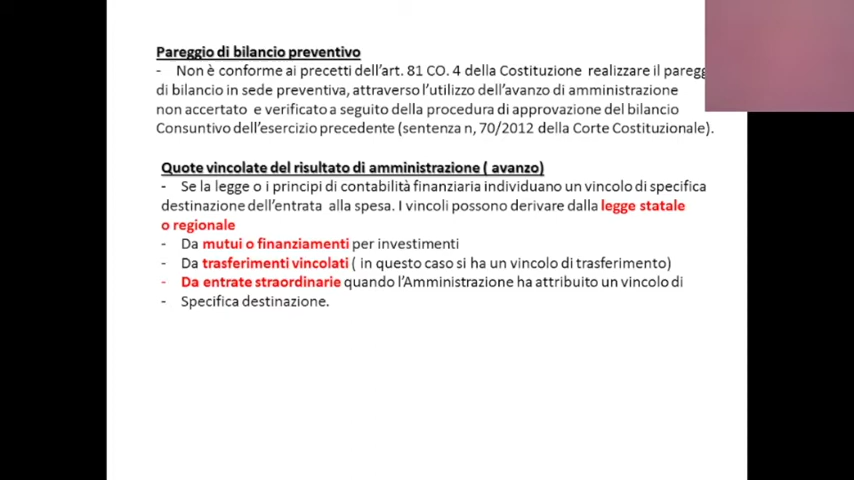 Pareggio di bilancio preventivo
- Non è conforme ai precetti dell'art. 81 CO. 4 della Costituzione realizzare il
di bilancio in sede preventiva, attraverso l'utilizzo dell'avanzo di amministrazione
non accertato e verificato a seguito della procedura di approvazione del bilancio
Consuntivo dell'esercizio precedente (sentenza n, 70/2012 della Corte Costituzionale).
Quote vincolate del risultato di amministrazione ( avanzo)
- Se la legge o i principi di contabilità finanziaria individuano un vincolo di specifica
destinazione dell'entrata alla spesa. I vincoli possono derivare dalla legge statale
o regionale
- Da mutui o finanziamenti per investimenti
- Da trasferimenti vincolati ( in questo caso si ha un vincolo di trasferimento)
- Da entrate straordinarie quando l'Amministrazione ha attribuito un vincolo di
- Specifica destinazione.